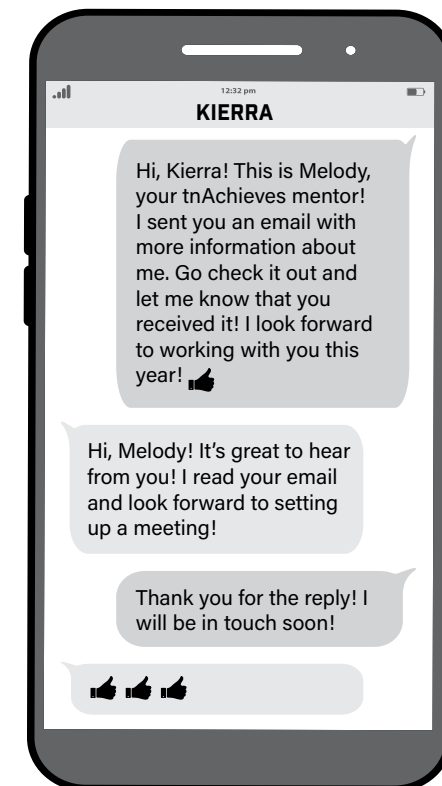 12:32 pm
KIERRA
Hi, Kierra! This is Melody,
your tnAchieves mentor!
I sent you an email with
more information about
me. Go check it out and
let me know that you
received it! I look forward
to working with you this
year!
Hi, Melody! It's great to hear
from you! I read your email
and look forward to setting
up a meeting!
Thank you for the reply! I
will be in touch soon!